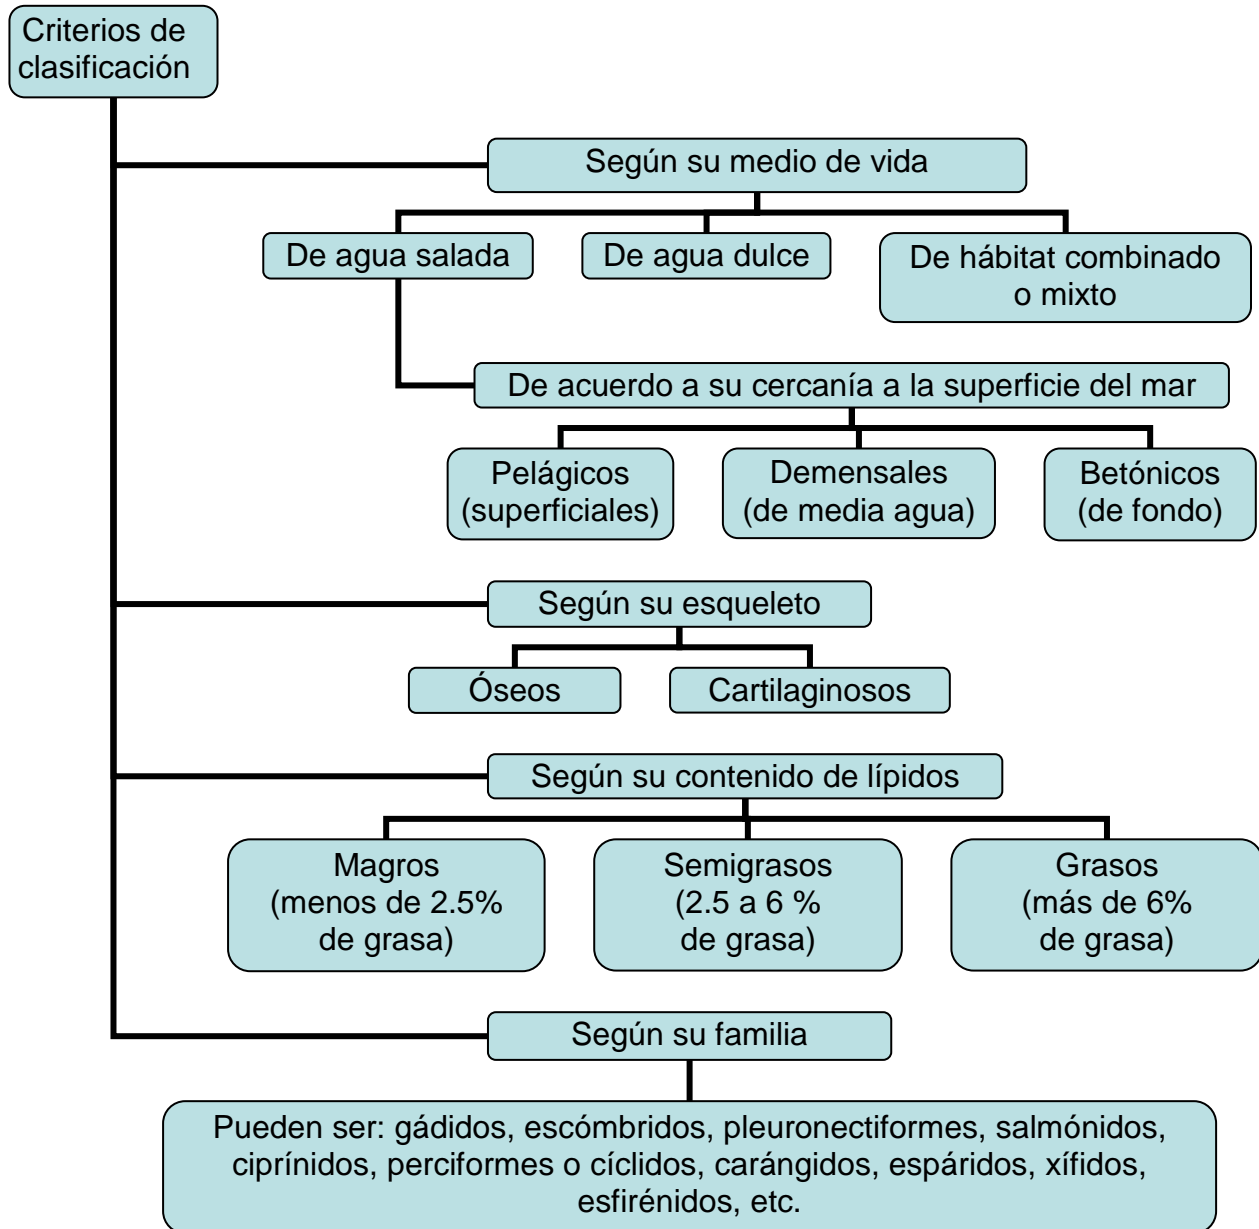 Criterios de
clasificación
Según su medio de vida
De agua salada
De agua dulce
De hábitat combinado
o mixto
De acuerdo a su cercanía a la superficie del mar
Pelágicos
(superficiales)
Demensales
(de media agua)
Betónicos
(de fondo)
Según su esqueleto
Óseos
Cartilaginosos
Según su contenido de lípidos
Magros
(menos de 2.5%
de grasa)
Semigrasos
(2.5 a 6 %
de grasa)
Grasos
(más de 6%
de grasa)
Según su familia
Pueden ser: gádidos, escómbridos, pleuronectiformes, salmónidos,
ciprínidos, perciformes o cíclidos, carángidos, espáridos, xífidos,
esfirénidos, etc.